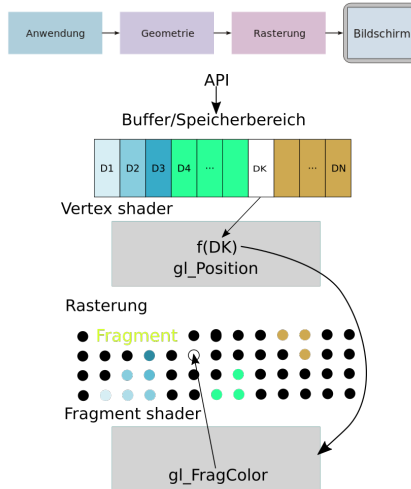 Anwendung Geometrie Rasterung Bildschirm
API
Buffer/Speicherbereich
D1 D2 D3 D4 ... DK ... DN
Vertex shader
f(DK)
gl_Position
Rasterung
Fragment
Fragment shader
gl_FragColor